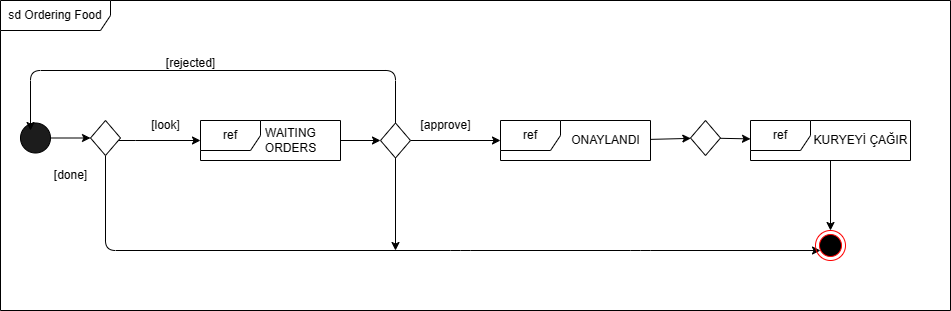 sd Ordering Food
[rejected]
[look]
ref
WAITING
ORDERS
[approve]
ref
ONAYLANDI
ref
KURYEYİ ÇAĞIR
[done]